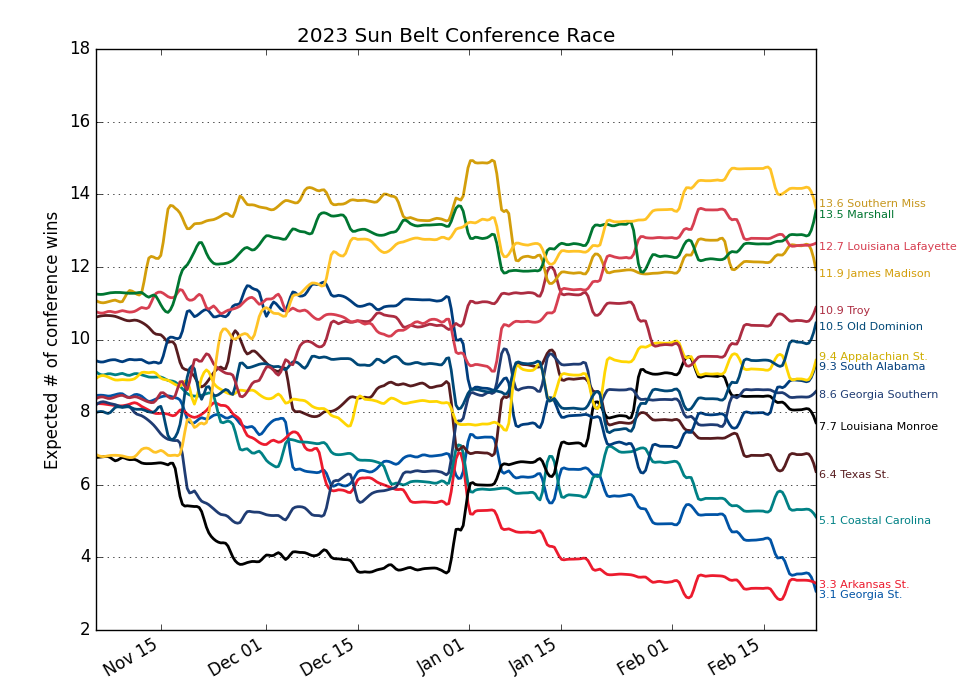 2023 Sun Belt Conference Race
Expected # of conference wins
18
16
14
12
10
8
6
4
2
Nov 15
Dec 01
Dec 15
Jan 01
Jan 15
Feb 01
Feb 15
13.6 Southern Miss
13.5 Marshall
12.7 Louisiana Lafayette
11.9 James Madison
10.9 Troy
10.5 Old Dominion
9.4 Appalachian St.
9.3 South Alabama
8.6 Georgia Southern
7.7 Louisiana Monroe
6.4 Texas St.
5.1 Coastal Carolina
3.3 Arkansas St.
3.1 Georgia St.